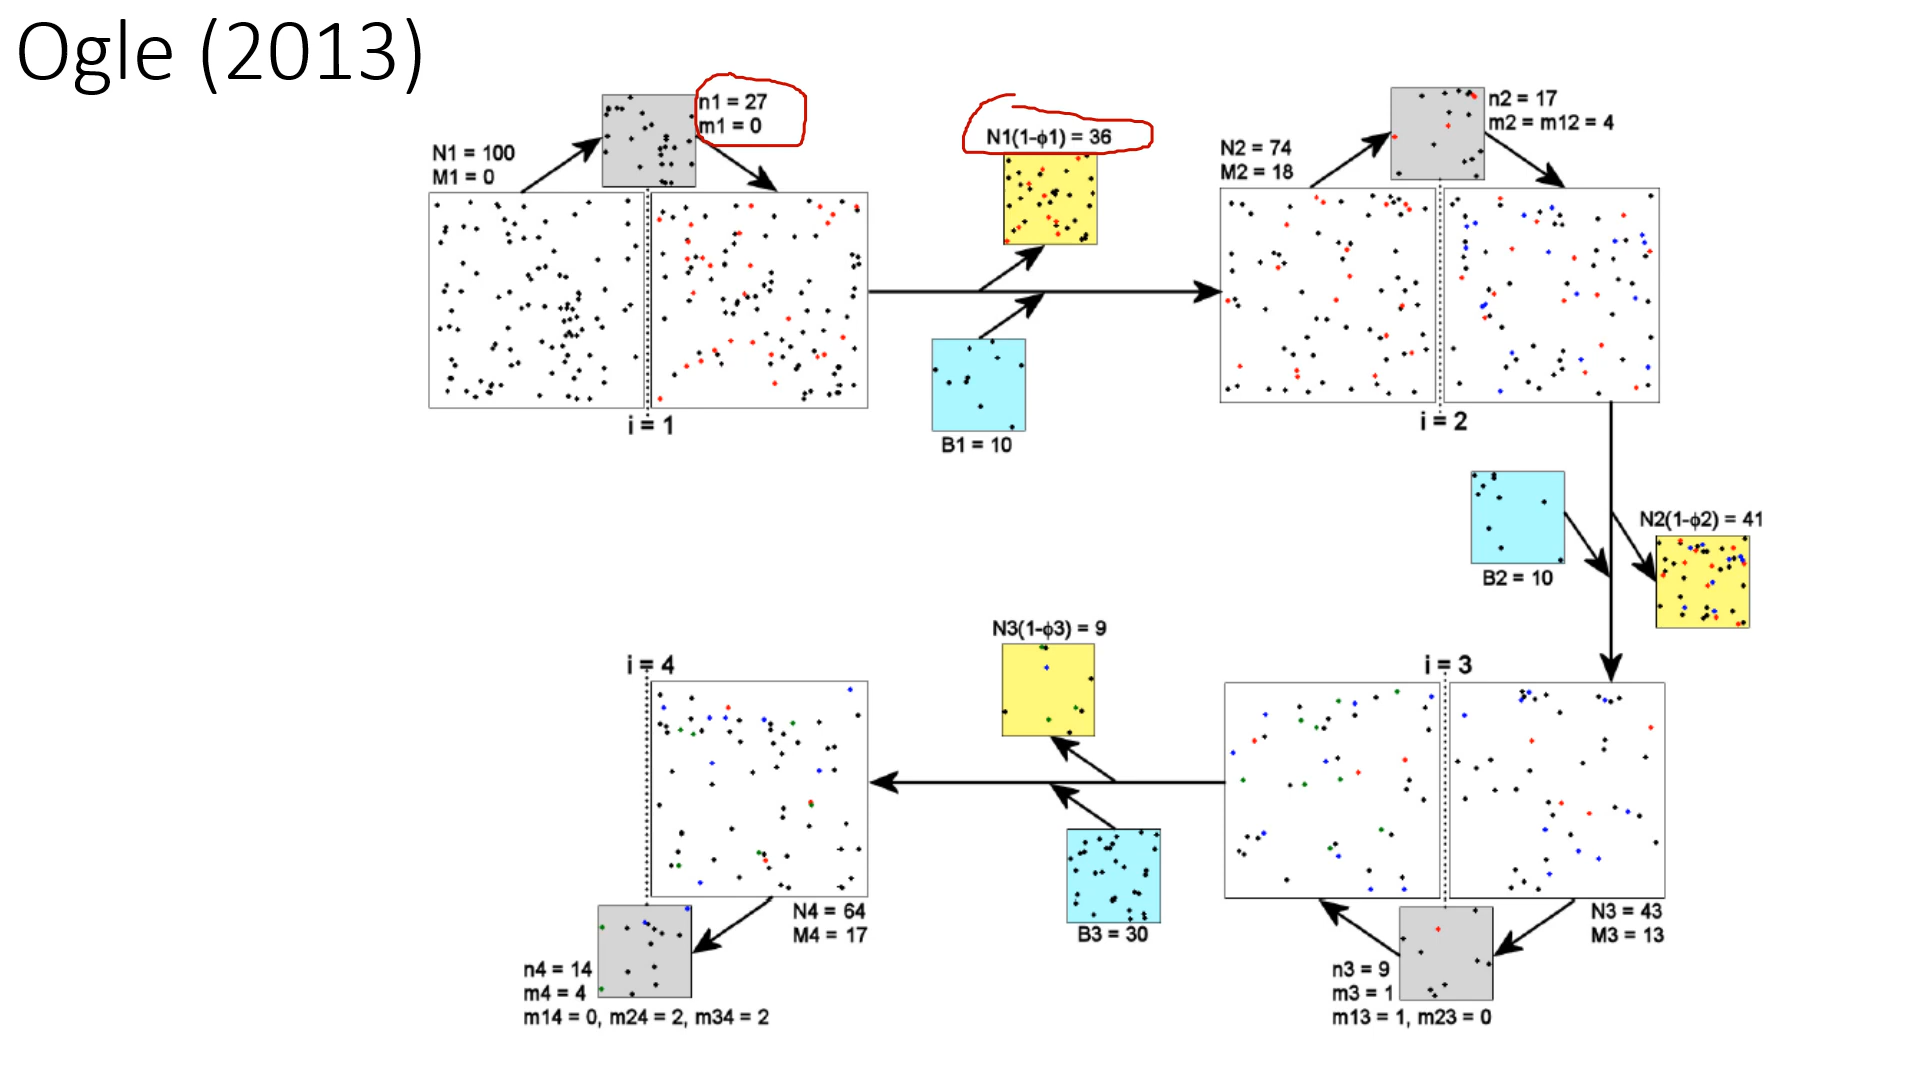 Ogle (2013)
n1 = 27
m1 = 0
N1 = 100
M1 = 0
i = 1
N1(1-ϕ1) = 36
B1 = 10
n2 = 17
m2 = m12 = 4
N2 = 74
M2 = 18
i = 2
B2 = 10
N2(1-ϕ2) = 41
i = 3
N3 = 43
M3 = 13
n3 = 9
m3 = 1
m13 = 1, m23 = 0
N3(1-ϕ3) = 9
B3 = 30
i = 4
N4 = 64
M4 = 17
n4 = 14
m4 = 4
m14 = 0, m24 = 2, m34 = 2